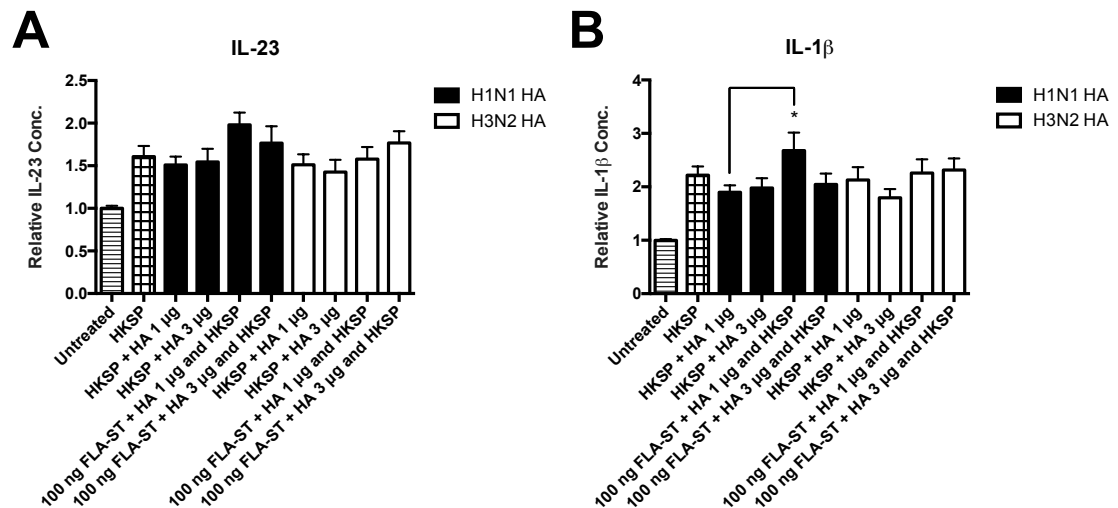 A
IL-23
Relative IL-23 Conc.
2.5
2.0
1.5
1.0
0.5
0.0
Untreated
HKSP
HKSP + HA 1 µg
HKSP + HA 3 µg
100 ng FLA-ST + HA 1 µg and HKSP
100 ng FLA-ST + HA 3 µg and HKSP
HKSP + HA 1 µg
HKSP + HA 3 µg
100 ng FLA-ST + HA 1 µg and HKSP
100 ng FLA-ST + HA 3 µg and HKSP
H1N1 HA
H3N2 HA
B
IL-1β
Relative IL-1β Conc.
4
3
2
1
0
*
Untreated
HKSP
HKSP + HA 1 µg
HKSP + HA 3 µg
100 ng FLA-ST + HA 1 µg and HKSP
100 ng FLA-ST + HA 3 µg and HKSP
HKSP + HA 1 µg
HKSP + HA 3 µg
100 ng FLA-ST + HA 1 µg and HKSP
100 ng FLA-ST + HA 3 µg and HKSP
H1N1 HA
H3N2 HA